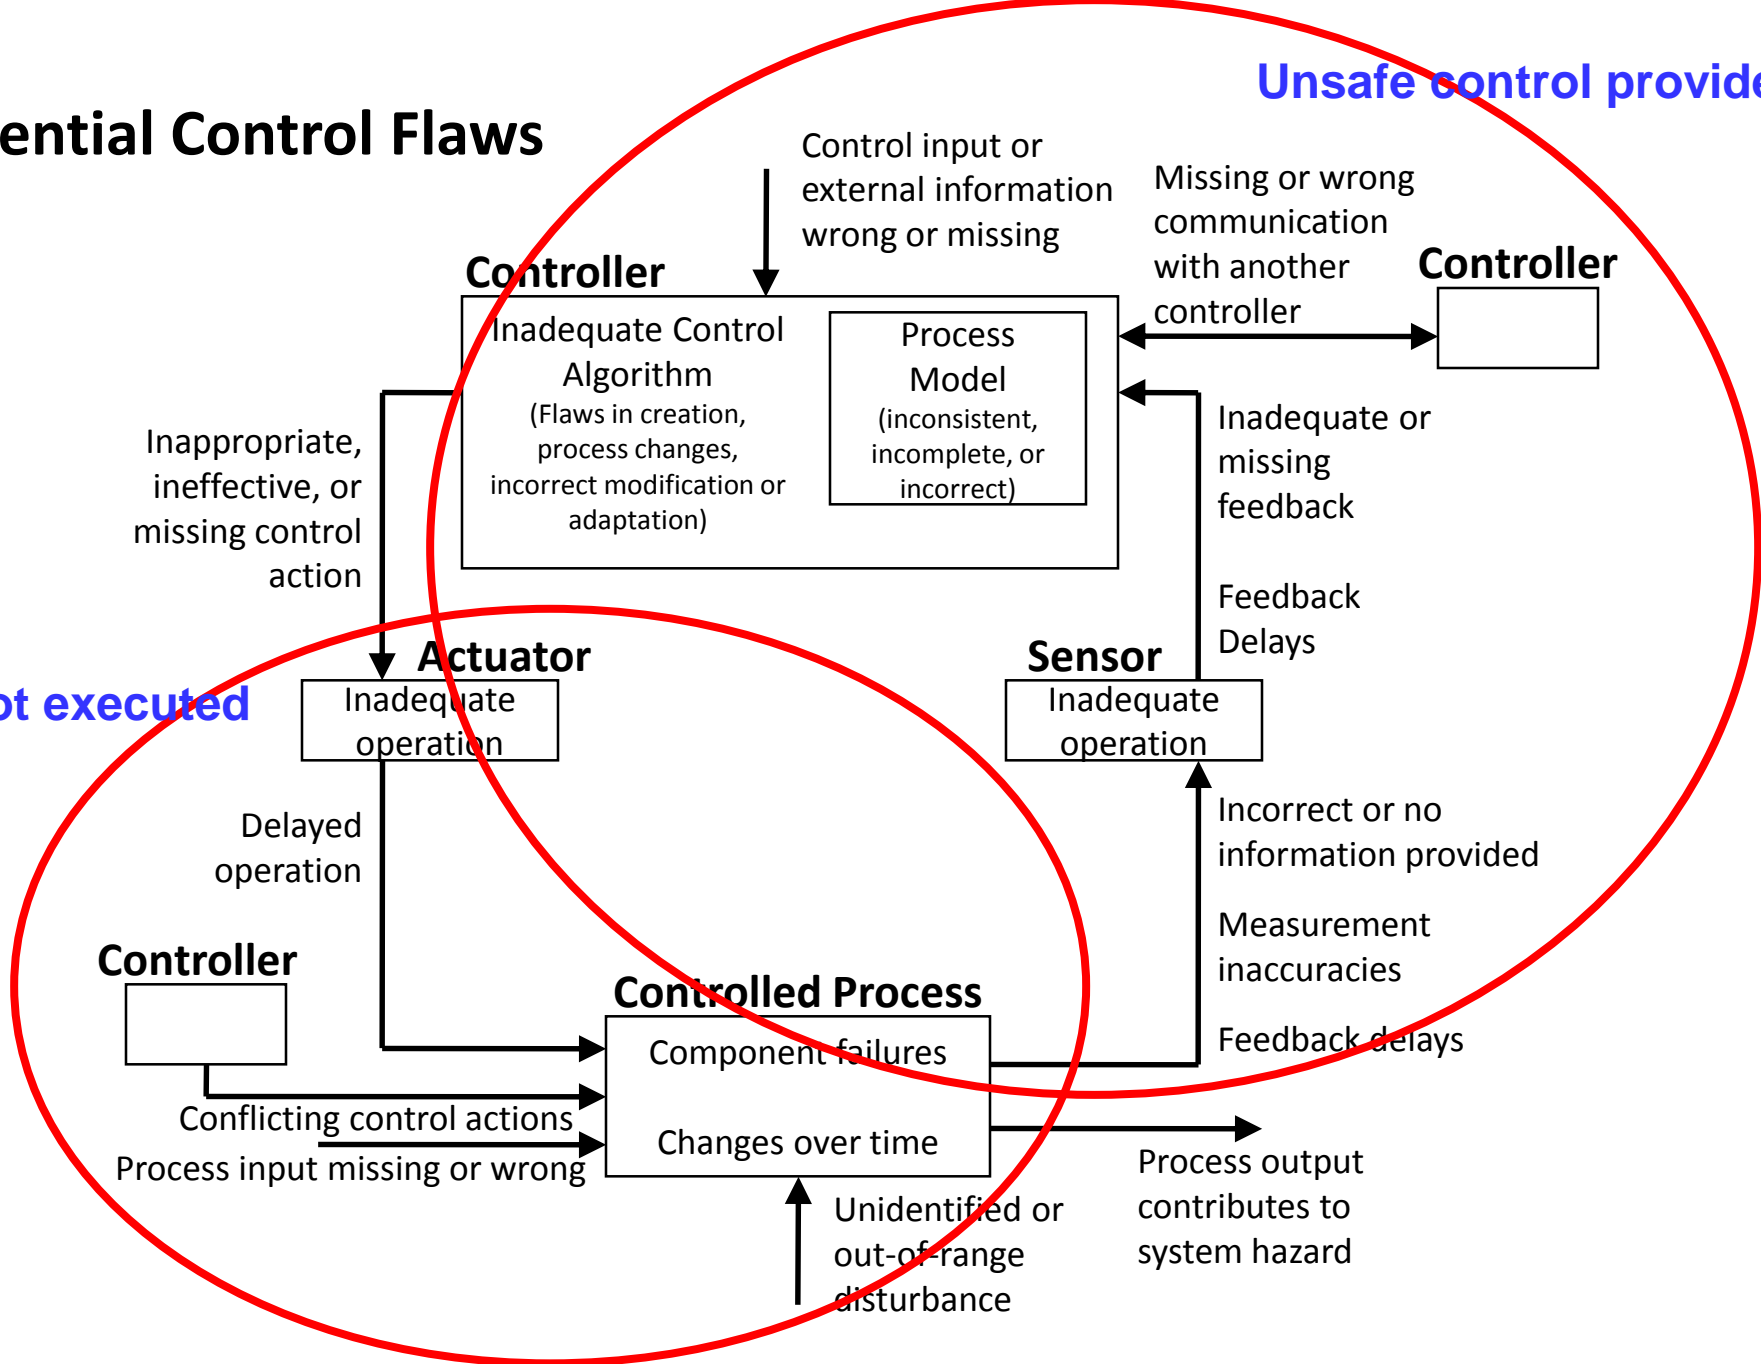 Unsafe control provide
ential Control Flaws
Control input or
external information
wrong or missing
Missing or wrong
communication
with another
controller
Controller
Controller
Inadequate Control
Algorithm
(Flaws in creation,
process changes,
incorrect modification or
adaptation)
Process
Model
(inconsistent,
incomplete, or
incorrect)
Inappropriate,
ineffective, or
missing control
action
Inadequate or
missing
feedback
Feedback
Delays
Actuator
Inadequate
operation
Sensor
Inadequate
operation
ot executed
Delayed
operation
Incorrect or no
information provided
Measurement
inaccuracies
Feedback delays
Controller
Controlled Process
Component failures
Changes over time
Conflicting control actions
Process input missing or wrong
Unidentified or
out-of-range
disturbance
Process output
contributes to
system hazard